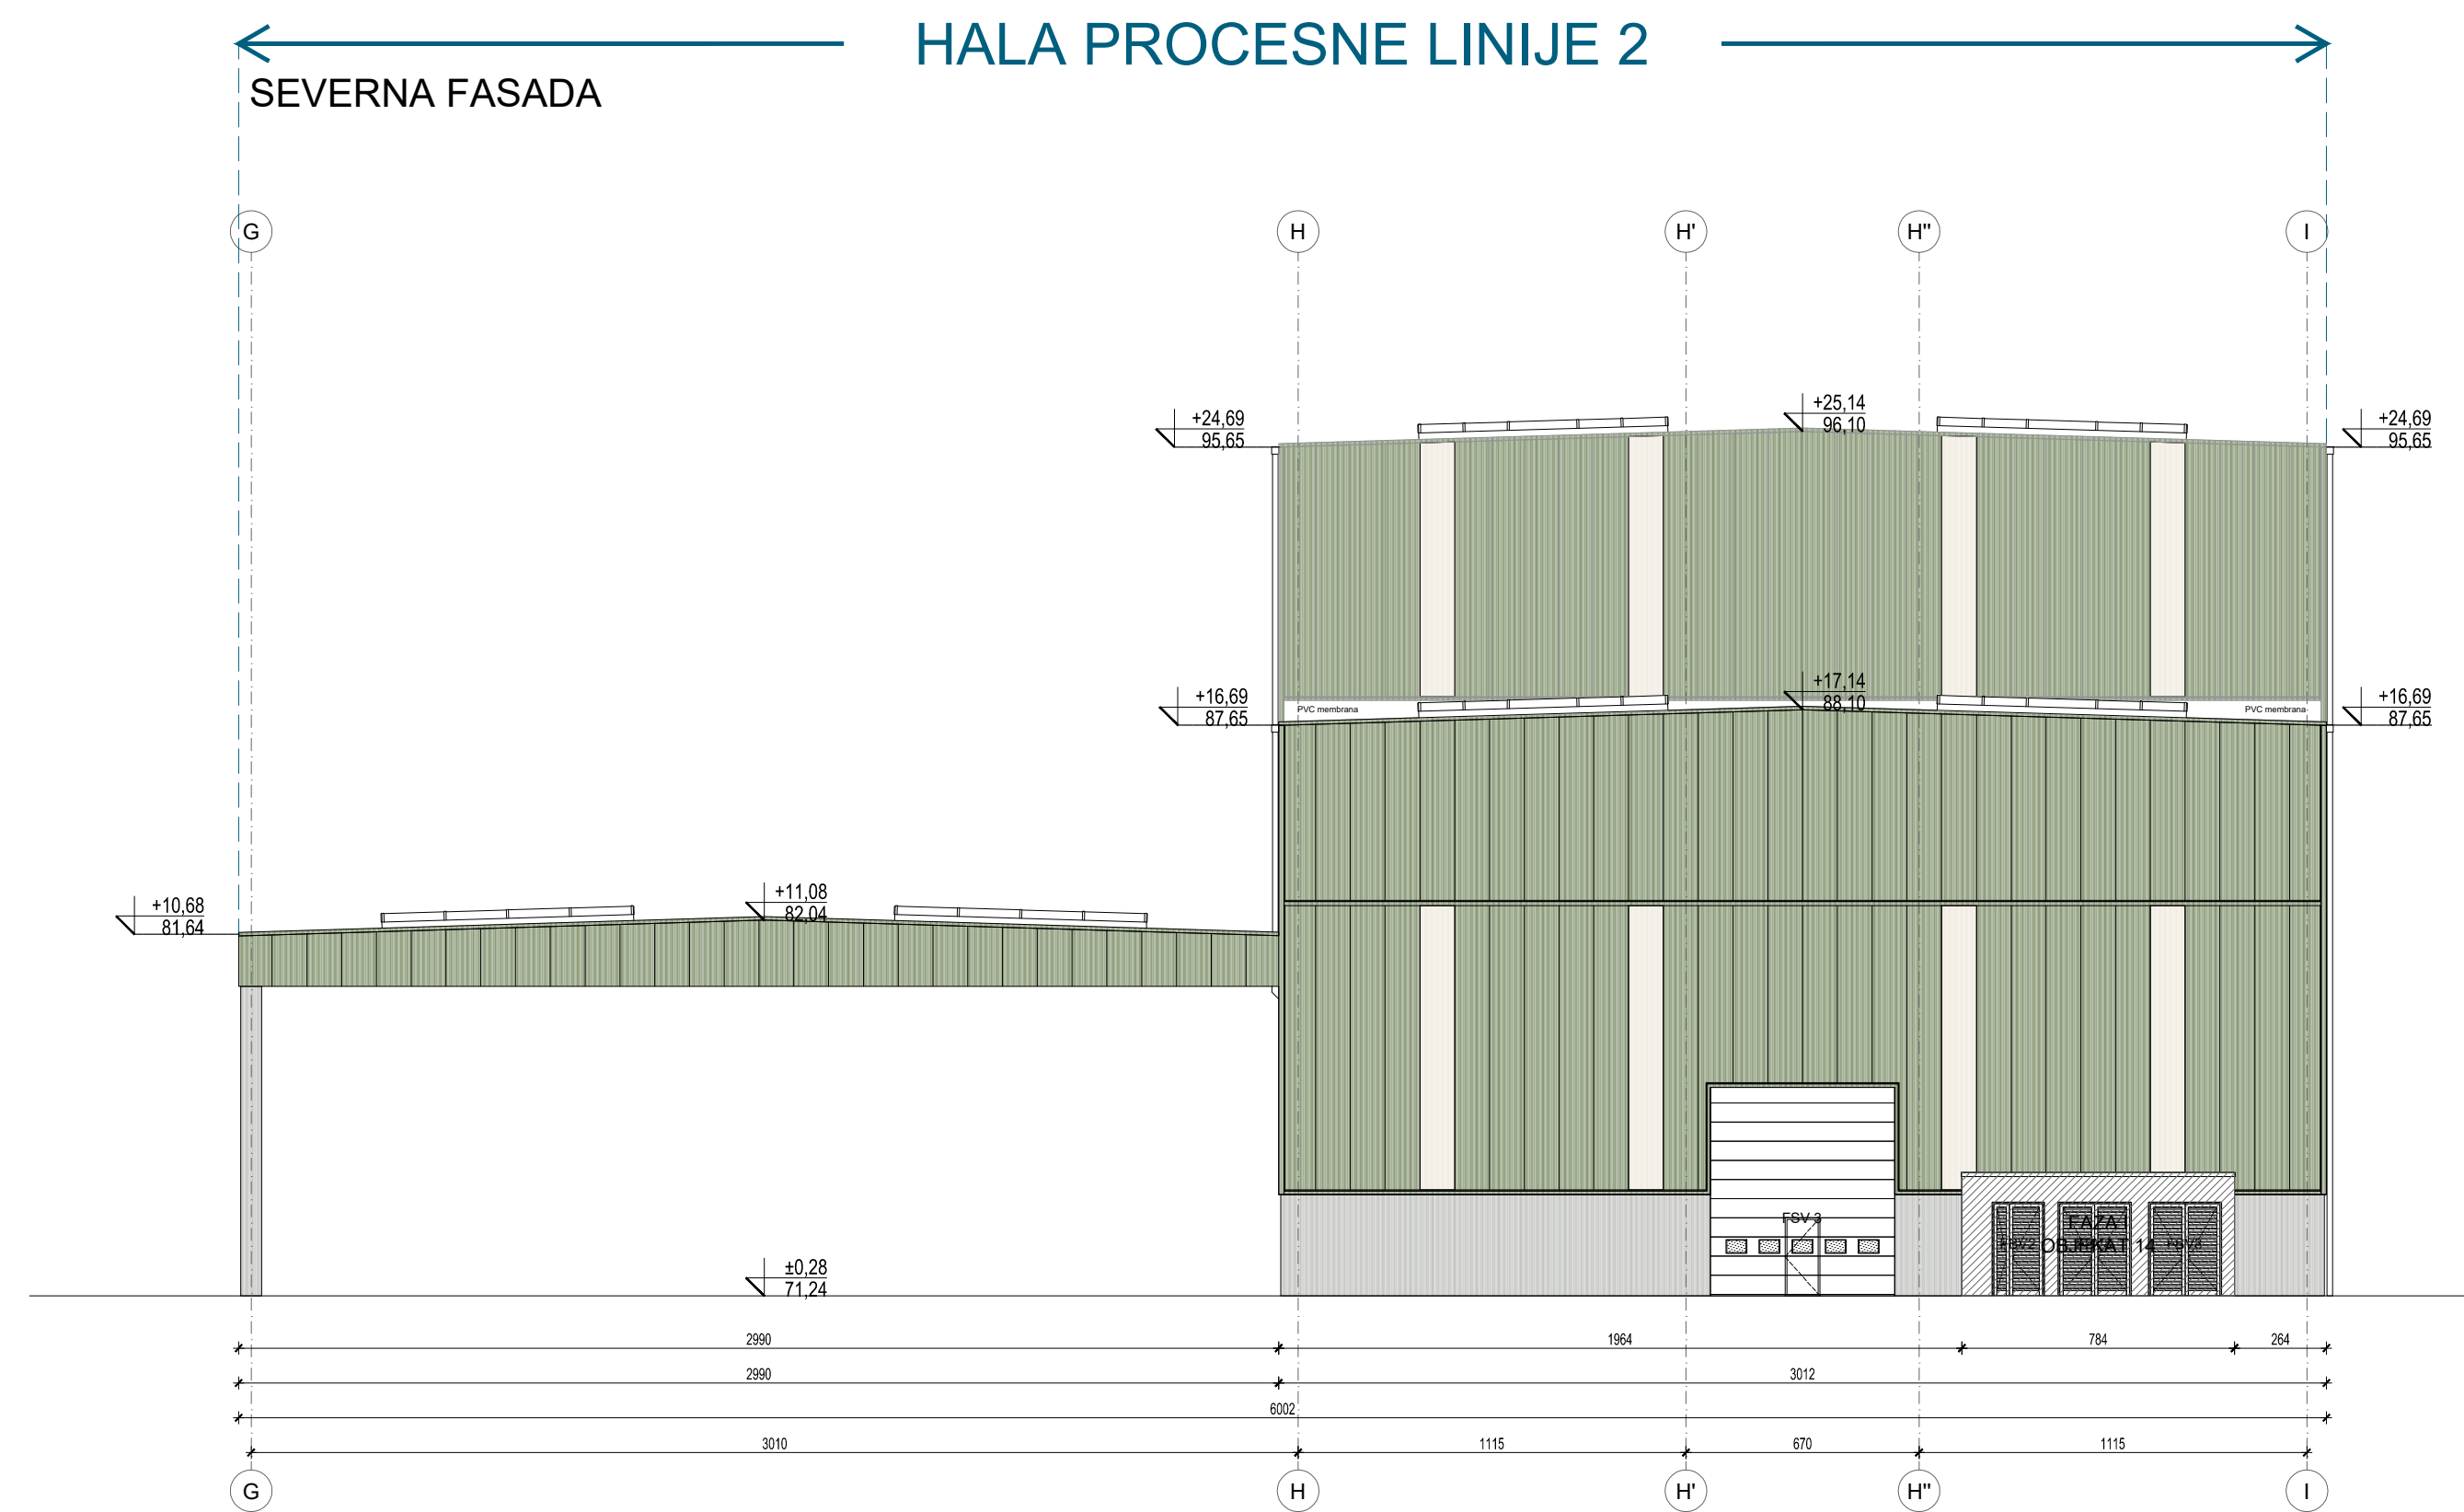 HALA PROCESNE LINIJE 2
SEVERNA FASADA
G
H
H'
H"
I
+25,14
96,10
+24,69
95,65
+24,69
95,65
+17,14
88,10
+16,69
87,65
+16,69
87,65
PVC membrana
PVC membrana
+11,08
82,04
+10,68
81,64
FSV 3
FAZA I
OBJEKAT 14
±0,28
71,24
2990
1964
784
264
2990
3012
6002
3010
1115
670
1115
G
H
H'
H"
I